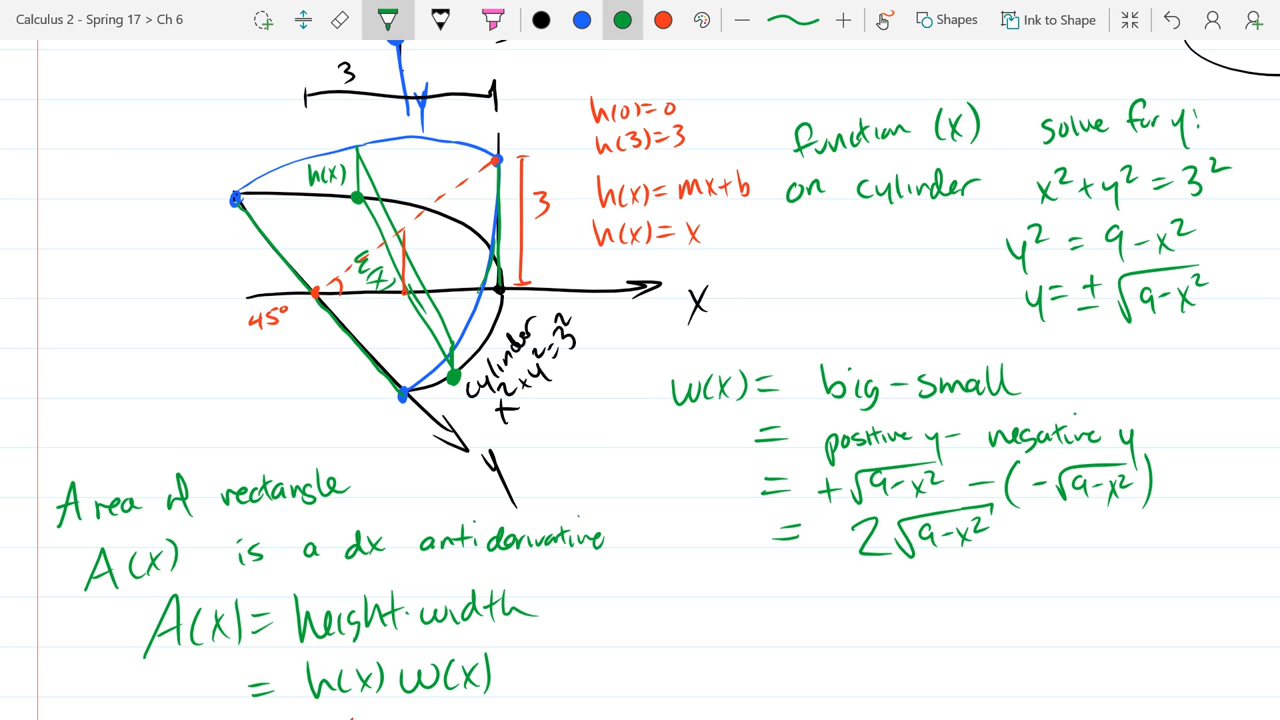 Calculus 2 - Spring 17 > Ch 6
Shapes
Ink to Shape
3
y
h(x)
3
45°
x
cylinder
x²+y²=3²
y
h(0)=0
h(3)=3
h(x)=mx+b
h(x)=x
function (x)
on cylinder
solve for y:
x²+y²=3²
y²=9-x²
y=±√9-x²
w(x)= big-small
= positive y- negative y
= +√9-x² -(-√9-x²)
= 2√9-x²
Area of rectangle
A(x) is a dx antiderivative
A(x)= height·width
= h(x) w(x)